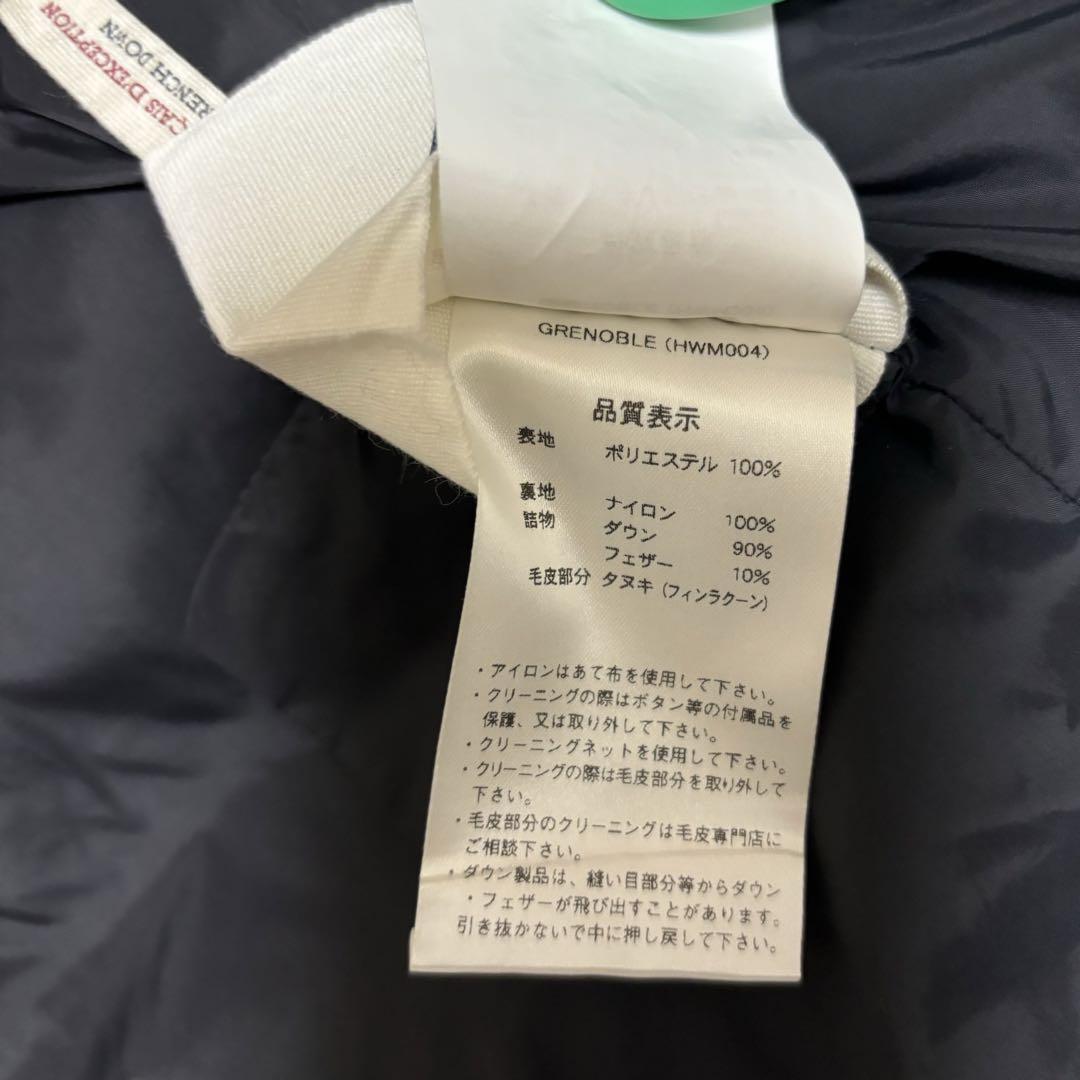 ÇAIS D'EXCEPTION
RENCH DOWN
GRENOBLE (HWM004)
品質表示
表地 ポリエステル 100%
裏地 ナイロン 100%
詰物 ダウン 90%
フェザー 10%
毛皮部分 タヌキ (フィンラクーン)
・アイロンはあて布を使用して下さい。
・クリーニングの際はボタン等の付属品を
保護、又は取り外して下さい。
・クリーニングネットを使用して下さい。
・クリーニングの際は毛皮部分を取り外して
下さい。
・毛皮部分のクリーニングは毛皮専門店に
ご相談下さい。
・ダウン製品は、縫い目部分等からダウン
・フェザーが飛び出すことがあります。
引き抜かないで中に押し戻して下さい。